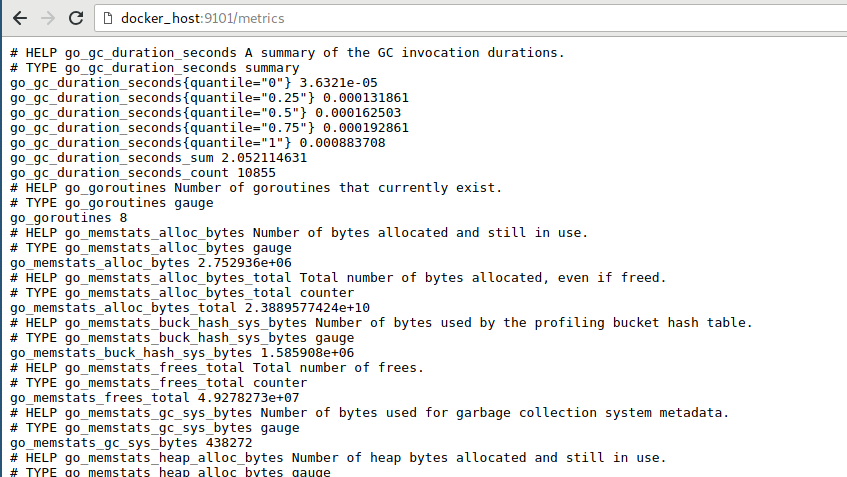 docker_host:9101/metrics
# HELP go_gc_duration_seconds A summary of the GC invocation durations.
# TYPE go_gc_duration_seconds summary
go_gc_duration_seconds{quantile="0"} 3.6321e-05
go_gc_duration_seconds{quantile="0.25"} 0.000131861
go_gc_duration_seconds{quantile="0.5"} 0.000162503
go_gc_duration_seconds{quantile="0.75"} 0.000192861
go_gc_duration_seconds{quantile="1"} 0.000883708
go_gc_duration_seconds_sum 2.052114631
go_gc_duration_seconds_count 10855
# HELP go_goroutines Number of goroutines that currently exist.
# TYPE go_goroutines gauge
go_goroutines 8
# HELP go_memstats_alloc_bytes Number of bytes allocated and still in use.
# TYPE go_memstats_alloc_bytes gauge
go_memstats_alloc_bytes 2.752936e+06
# HELP go_memstats_alloc_bytes_total Total number of bytes allocated, even if freed.
# TYPE go_memstats_alloc_bytes_total counter
go_memstats_alloc_bytes_total 2.3889577424e+10
# HELP go_memstats_buck_hash_sys_bytes Number of bytes used by the profiling bucket hash table.
# TYPE go_memstats_buck_hash_sys_bytes gauge
go_memstats_buck_hash_sys_bytes 1.585908e+06
# HELP go_memstats_frees_total Total number of frees.
# TYPE go_memstats_frees_total counter
go_memstats_frees_total 4.9278273e+07
# HELP go_memstats_gc_sys_bytes Number of bytes used for garbage collection system metadata.
# TYPE go_memstats_gc_sys_bytes gauge
go_memstats_gc_sys_bytes 438272
# HELP go_memstats_heap_alloc_bytes Number of heap bytes allocated and still in use.
# TYPE go_memstats_heap_alloc_bytes gauge